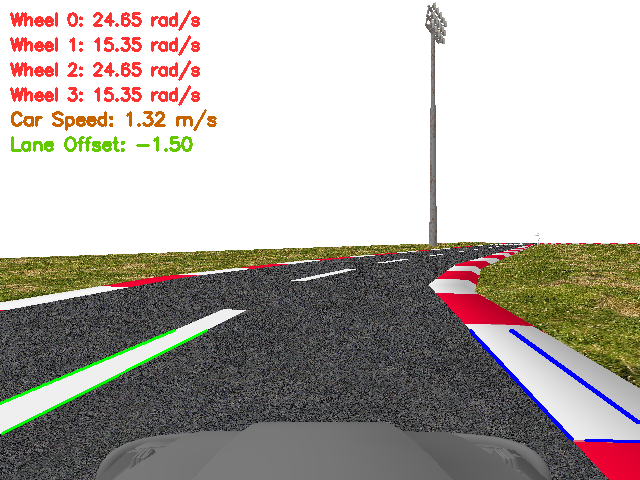 Wheel 0: 24.65 rad/s
Wheel 1: 15.35 rad/s
Wheel 2: 24.65 rad/s
Wheel 3: 15.35 rad/s
Car Speed: 1.32 m/s
Lane Offset: -1.50